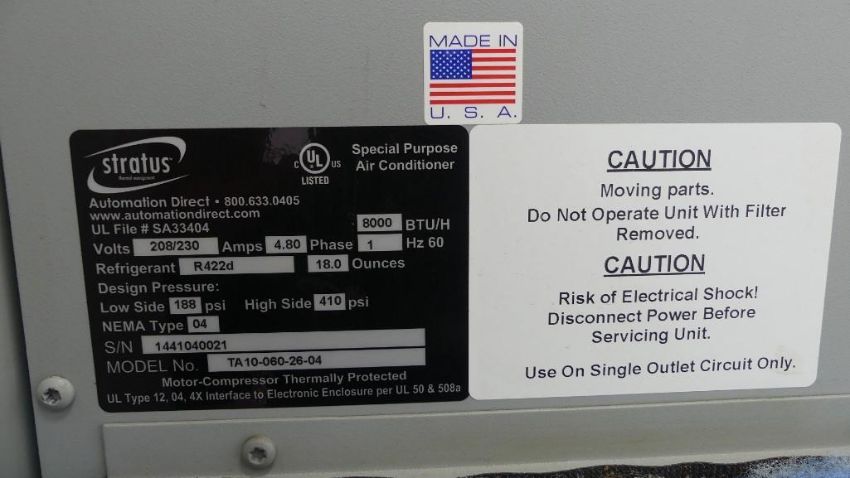 MADE IN
U. S. A.
stratus
thermal management
C UL US
LISTED
Special Purpose
Air Conditioner
Automation Direct • 800.633.0405
www.automationdirect.com
UL File # SA33404
8000 BTU/H
Volts 208/230 Amps 4.80 Phase 1 Hz 60
Refrigerant R422d 18.0 Ounces
Design Pressure:
Low Side 188 psi High Side 410 psi
NEMA Type 04
S/N 1441040021
MODEL No. TA10-060-26-04
Motor-Compressor Thermally Protected
UL Type 12, 04, 4X Interface to Electronic Enclosure per UL 50 & 508a
CAUTION
Moving parts.
Do Not Operate Unit With Filter
Removed.
CAUTION
Risk of Electrical Shock!
Disconnect Power Before
Servicing Unit.
Use On Single Outlet Circuit Only.